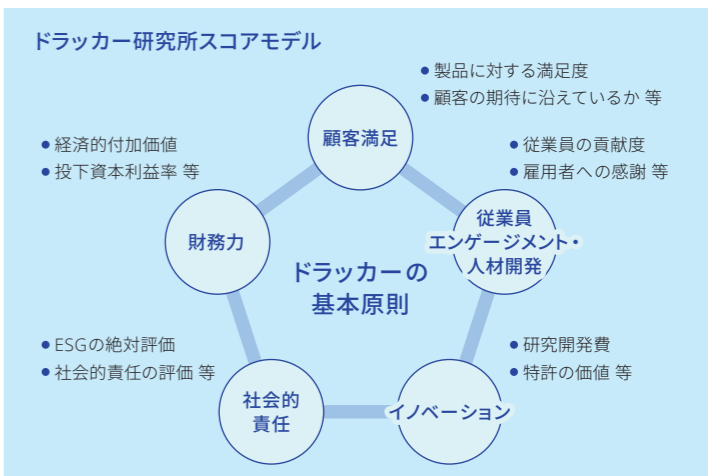 ドラッカー研究所スコアモデル
● 製品に対する満足度
● 顧客の期待に沿えているか 等
顧客満足
● 経済的付加価値
● 投下資本利益率 等
● 従業員の貢献度
● 雇用者への感謝 等
財務力
従業員
エンゲージメント・
人材開発
ドラッカーの
基本原則
● ESGの絶対評価
● 社会的責任の評価 等
● 研究開発費
● 特許の価値 等
社会的
責任
イノベーション